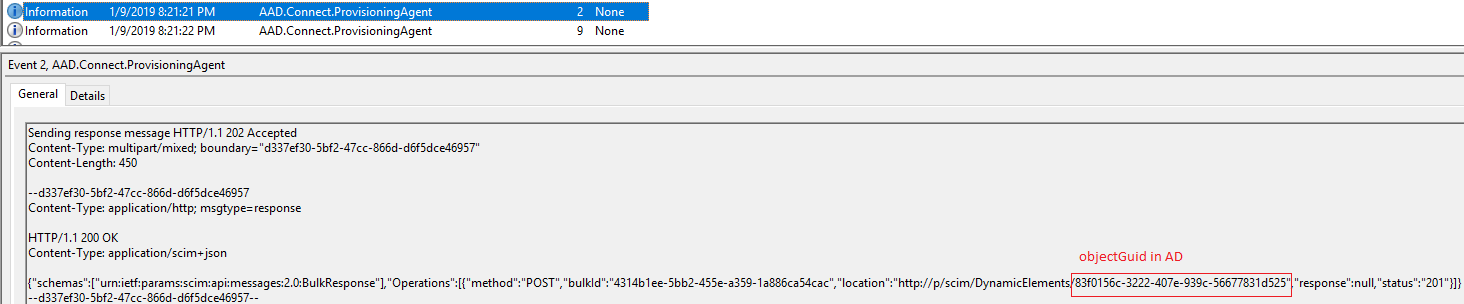 Information 1/9/2019 8:21:21 PM AAD.Connect.ProvisioningAgent 2 None
Information 1/9/2019 8:21:22 PM AAD.Connect.ProvisioningAgent 9 None
Event 2, AAD.Connect.ProvisioningAgent
General Details
Sending response message HTTP/1.1 202 Accepted
Content-Type: multipart/mixed; boundary="d337ef30-5bf2-47cc-866d-d6f5dce46957"
Content-Length: 450
--d337ef30-5bf2-47cc-866d-d6f5dce46957
Content-Type: application/http; msgtype=response
HTTP/1.1 200 OK
Content-Type: application/scim+json
objectGuid in AD
{"schemas":["urn:ietf:params:scim:api:messages:2.0:BulkResponse"],"Operations":[{"method":"POST","bulkId":"4314b1ee-5bb2-455e-a359-1a886ca54cac","location":"http://p/scim/DynamicElements/83f0156c-3222-407e-939c-56677831d525","response":null,"status":"201"}]}
--d337ef30-5bf2-47cc-866d-d6f5dce46957--